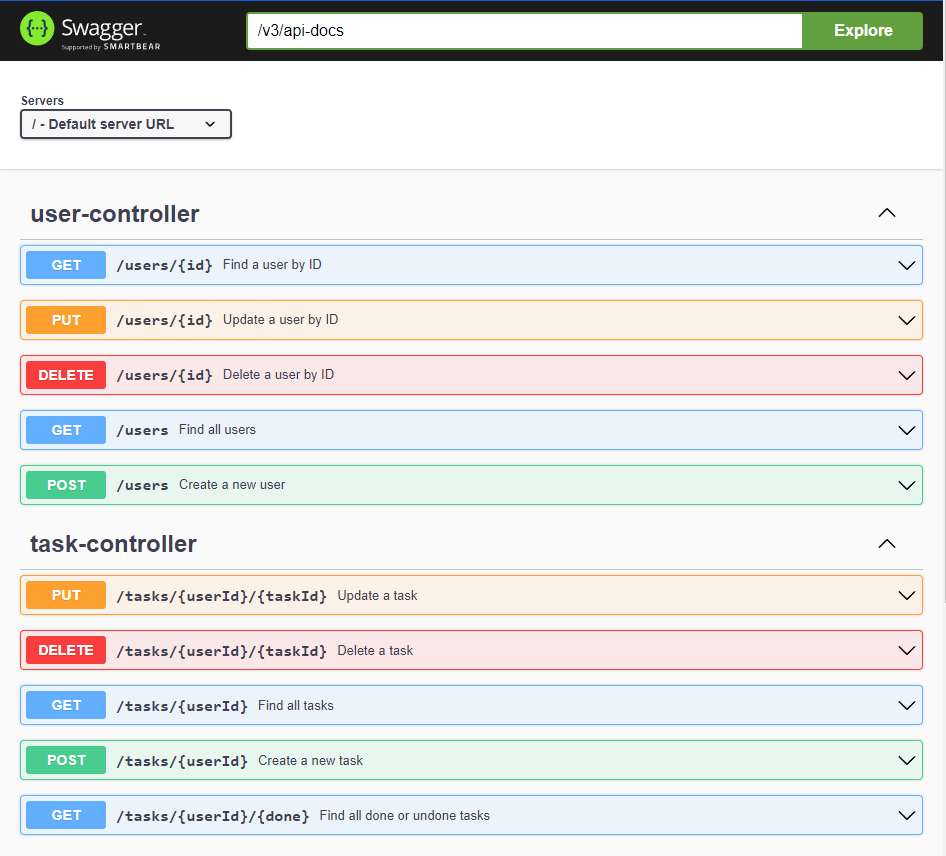 Swagger
Supported by SMARTBEAR
/v3/api-docs
Explore
Servers
/ - Default server URL
user-controller
GET /users/{id} Find a user by ID
PUT /users/{id} Update a user by ID
DELETE /users/{id} Delete a user by ID
GET /users Find all users
POST /users Create a new user
task-controller
PUT /tasks/{userId}/{taskId} Update a task
DELETE /tasks/{userId}/{taskId} Delete a task
GET /tasks/{userId} Find all tasks
POST /tasks/{userId} Create a new task
GET /tasks/{userId}/{done} Find all done or undone tasks